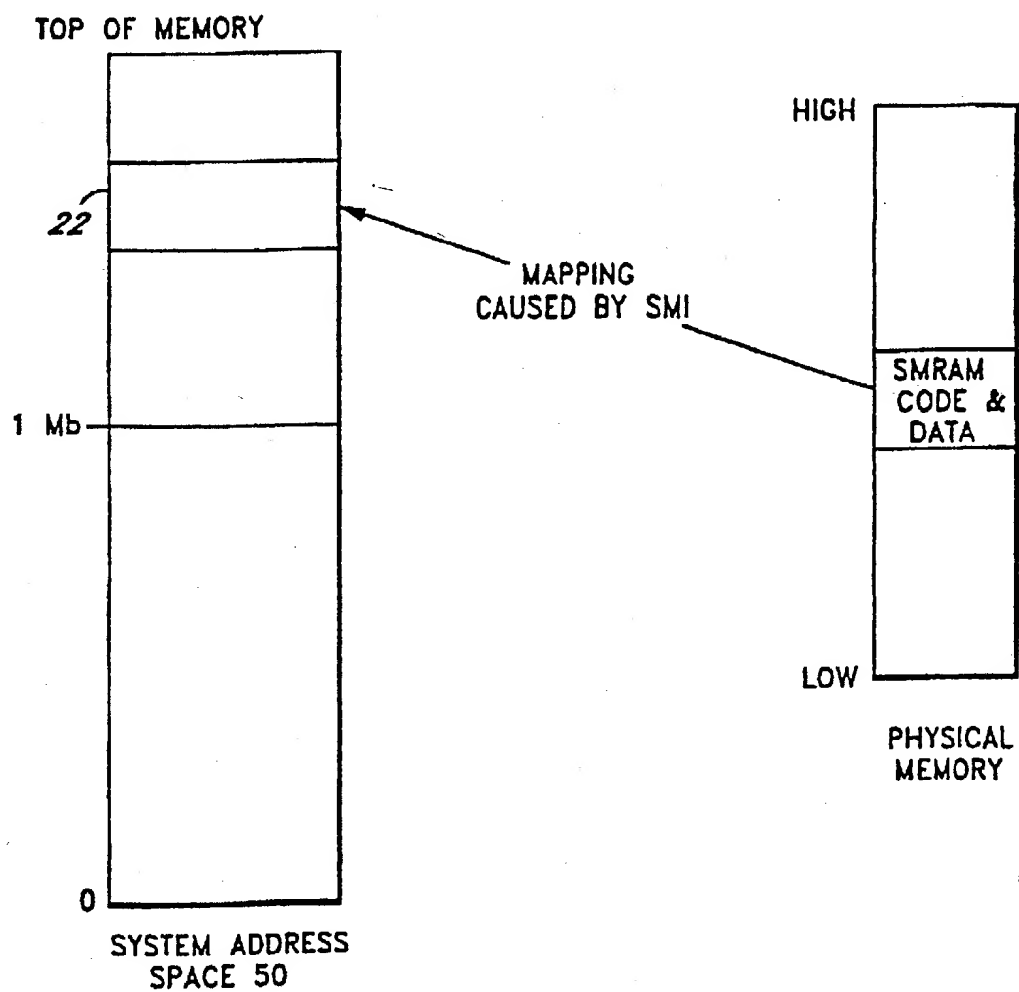 TOP OF MEMORY
HIGH
22
MAPPING
CAUSED BY SMI
SMRAM
CODE &
DATA
1 Mb
LOW
PHYSICAL
MEMORY
0
SYSTEM ADDRESS
SPACE 50